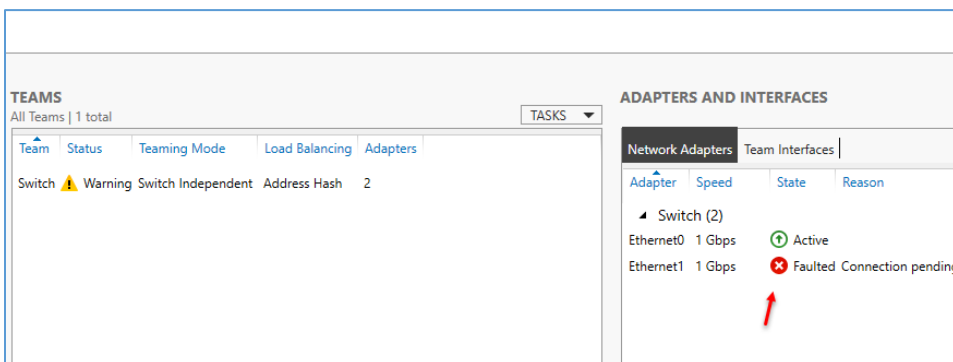 TEAMS
All Teams | 1 total
TASKS
Team Status Teaming Mode Load Balancing Adapters
Switch Warning Switch Independent Address Hash 2
ADAPTERS AND INTERFACES
Network Adapters Team Interfaces
Adapter Speed State Reason
Switch (2)
Ethernet0 1 Gbps Active
Ethernet1 1 Gbps Faulted Connection pending